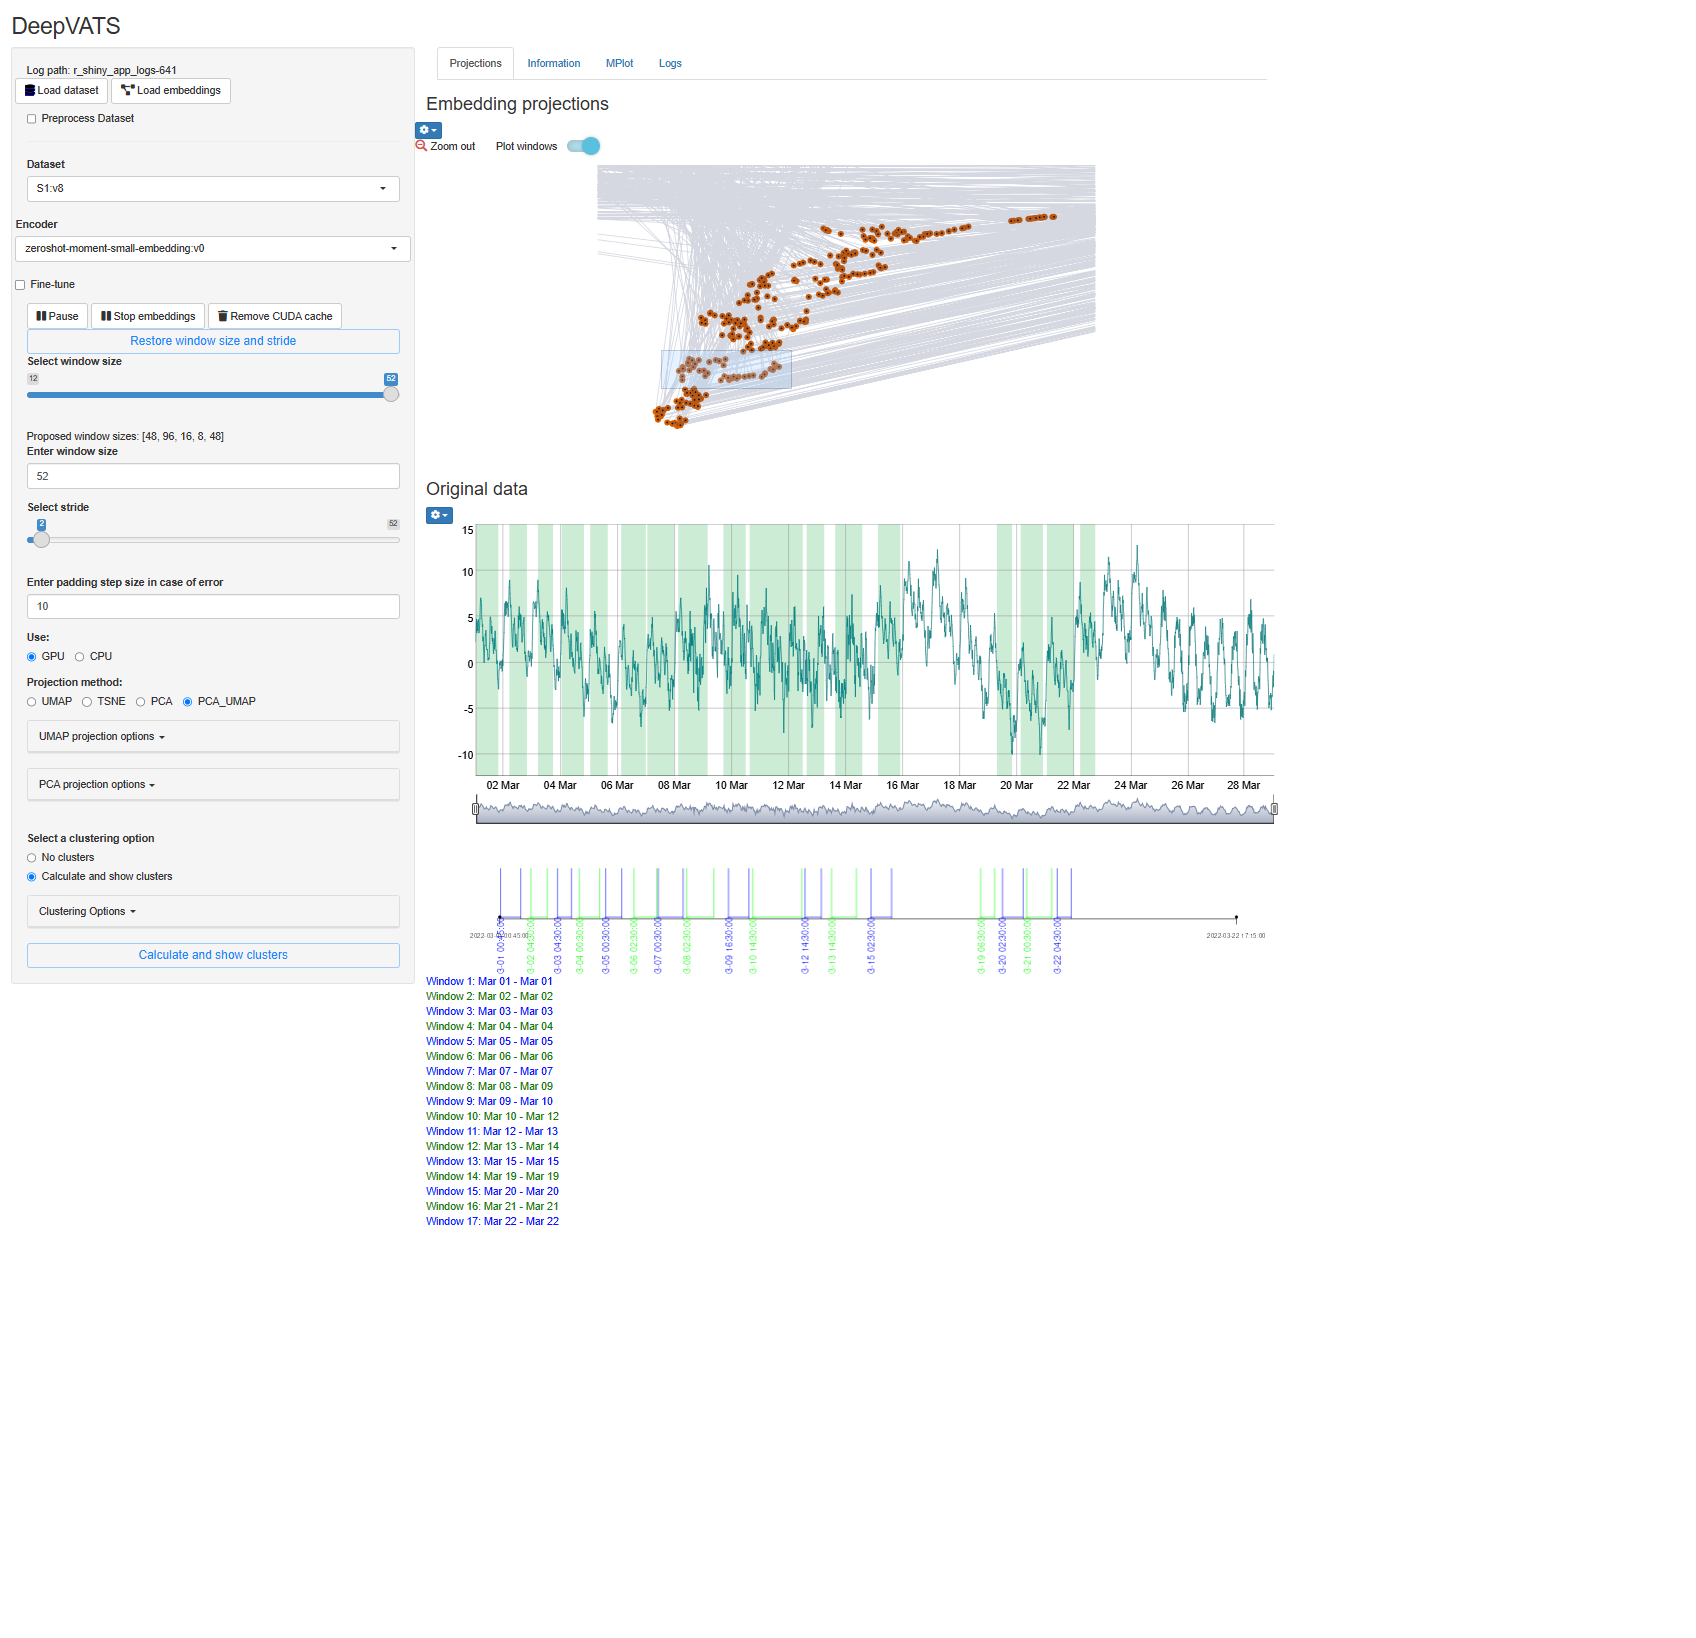 DeepVATS
Log path: r_shiny_app_logs-641
Load dataset
Load embeddings
Preprocess Dataset
Dataset
S1:v8
Encoder
zeroshot-moment-small-embedding:v0
Fine-tune
Pause
Stop embeddings
Remove CUDA cache
Restore window size and stride
Select window size
12
52
Proposed window sizes: [48, 96, 16, 8, 48]
Enter window size
52
Select stride
2
52
Enter padding step size in case of error
10
Use:
GPU CPU
Projection method:
UMAP TSNE PCA PCA_UMAP
UMAP projection options
PCA projection options
Select a clustering option
No clusters
Calculate and show clusters
Clustering Options
Calculate and show clusters
Projections Information MPlot Logs
Embedding projections
Zoom out Plot windows
Original data
15
10
5
0
-5
-10
02 Mar 04 Mar 06 Mar 08 Mar 10 Mar 12 Mar 14 Mar 16 Mar 18 Mar 20 Mar 22 Mar 24 Mar 26 Mar 28 Mar
3-02 04:30:00
3-03 04:30:00
3-04 00:30:00
3-05 00:30:00
3-06 02:30:00
3-07 00:30:00
3-08 02:30:00
3-09 16:30:00
3-10 14:30:00
3-12 14:30:00
3-13 14:30:00
3-15 02:30:00
3-19 06:30:00
3-20 02:30:00
3-21 00:30:00
3-22 04:30:00
2022-03-22 17:15:00
Window 1: Mar 01 - Mar 01
Window 2: Mar 02 - Mar 02
Window 3: Mar 03 - Mar 03
Window 4: Mar 04 - Mar 04
Window 5: Mar 05 - Mar 05
Window 6: Mar 06 - Mar 06
Window 7: Mar 07 - Mar 07
Window 8: Mar 08 - Mar 09
Window 9: Mar 09 - Mar 10
Window 10: Mar 10 - Mar 12
Window 11: Mar 12 - Mar 13
Window 12: Mar 13 - Mar 14
Window 13: Mar 15 - Mar 15
Window 14: Mar 19 - Mar 19
Window 15: Mar 20 - Mar 20
Window 16: Mar 21 - Mar 21
Window 17: Mar 22 - Mar 22